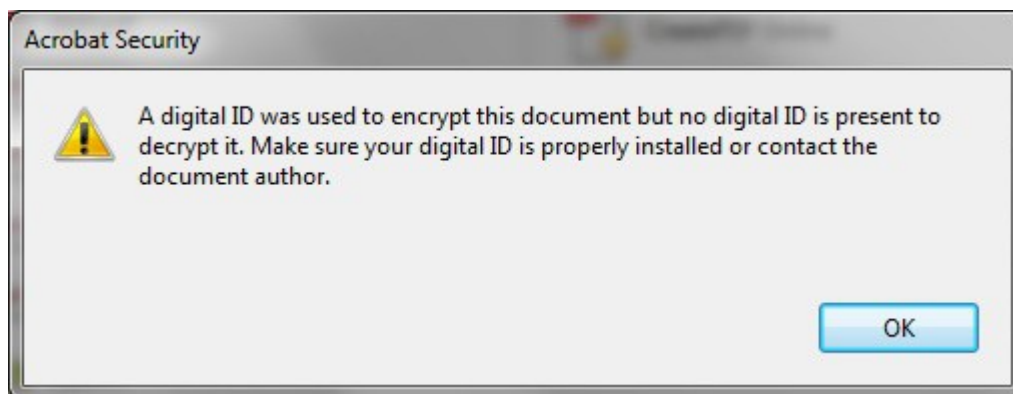 Acrobat Security
A digital ID was used to encrypt this document but no digital ID is present to
decrypt it. Make sure your digital ID is properly installed or contact the
document author.
OK